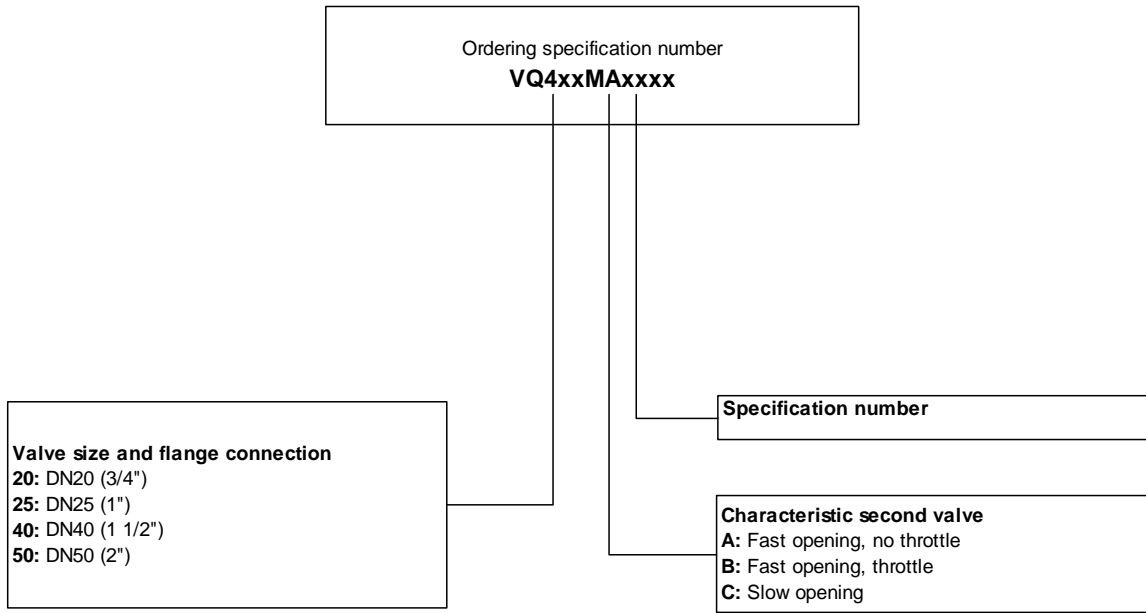 Ordering specification number
VQ4xxMAxxxx
Specification number
Valve size and flange connection
20: DN20 (3/4")
25: DN25 (1")
40: DN40 (1 1/2")
50: DN50 (2")
Characteristic second valve
A: Fast opening, no throttle
B: Fast opening, throttle
C: Slow opening